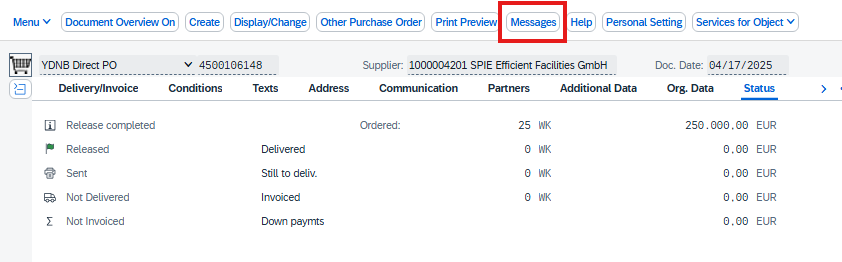 Menu Document Overview On Create Display/Change Other Purchase Order Print Preview Messages Help Personal Setting Services for Object
YDNB Direct PO 4500106148 Supplier: 1000004201 SPIE Efficient Facilities GmbH Doc. Date: 04/17/2025
Delivery/Invoice Conditions Texts Address Communication Partners Additional Data Org. Data Status
Release completed Ordered: 25 WK 250.000,00 EUR
Released Delivered 0 WK 0,00 EUR
Sent Still to deliv. 0 WK 0,00 EUR
Not Delivered Invoiced 0 WK 0,00 EUR
Σ Not Invoiced Down paymts 0,00 EUR